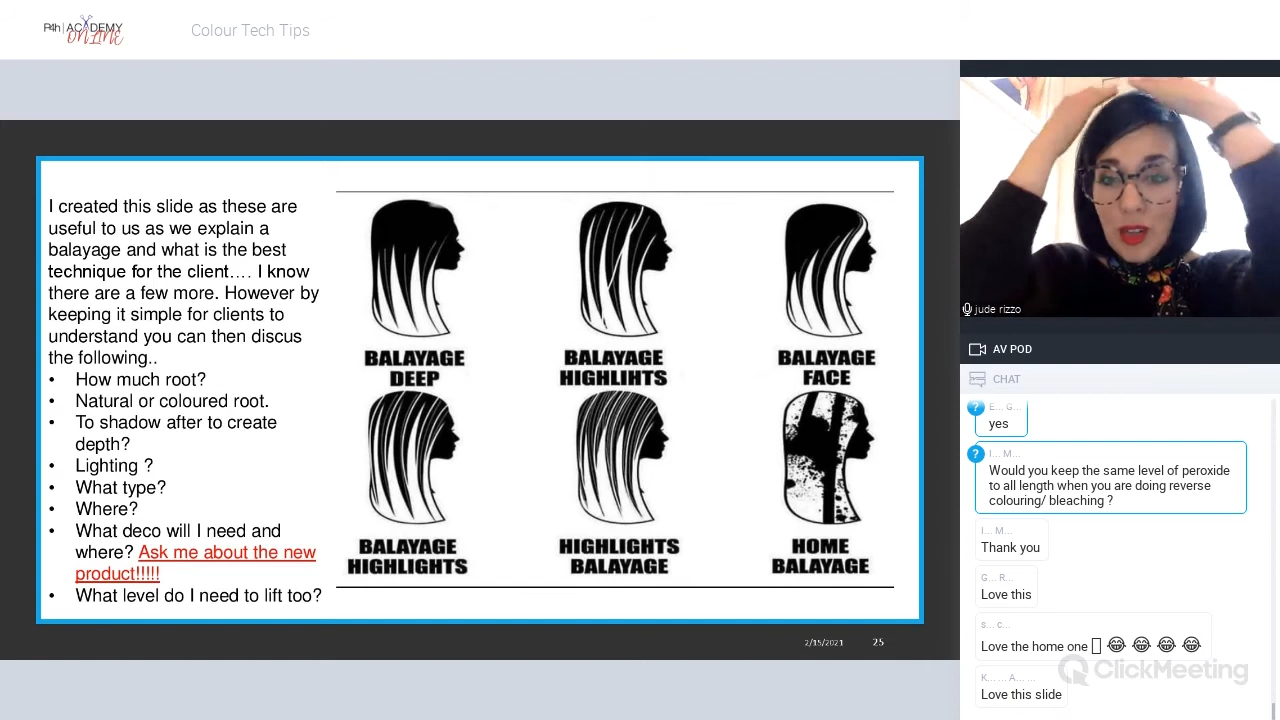 P4h | ACADEMY
ONLINE
Colour Tech Tips
I created this slide as these are
useful to us as we explain a
balayage and what is the best
technique for the client…. I know
there are a few more. However by
keeping it simple for clients to
understand you can then discus
the following..
• How much root?
• Natural or coloured root.
• To shadow after to create
depth?
• Lighting ?
• What type?
• Where?
• What deco will I need and
where? Ask me about the new
product!!!!!
• What level do I need to lift too?
BALAYAGE
DEEP
BALAYAGE
HIGHLIHTS
BALAYAGE
FACE
BALAYAGE
HIGHLIGHTS
HIGHLIGHTS
BALAYAGE
HOME
BALAYAGE
2/15/2021
25
jude rizzo
AV POD
CHAT
?
E... G...
yes
?
I... M...
Would you keep the same level of peroxide
to all length when you are doing reverse
colouring/ bleaching ?
I... M...
Thank you
G... R...
Love this
s... c...
Love the home one 😂 😂 😂 😂
K... ... A... ...
Love this slide
ClickMeeting